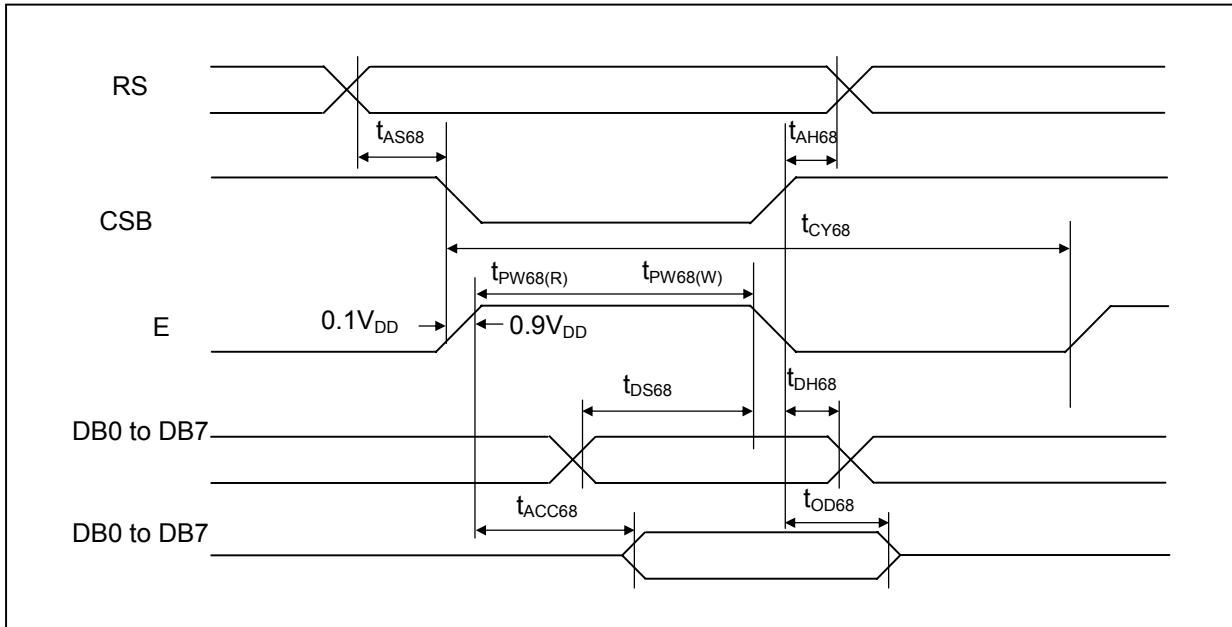 RS
tAS68
tAH68
CSB
tCY68
tPW68(R)
tPW68(W)
E
0.1VDD
0.9VDD
tDS68
tDH68
DB0 to DB7
tACC68
tOD68
DB0 to DB7